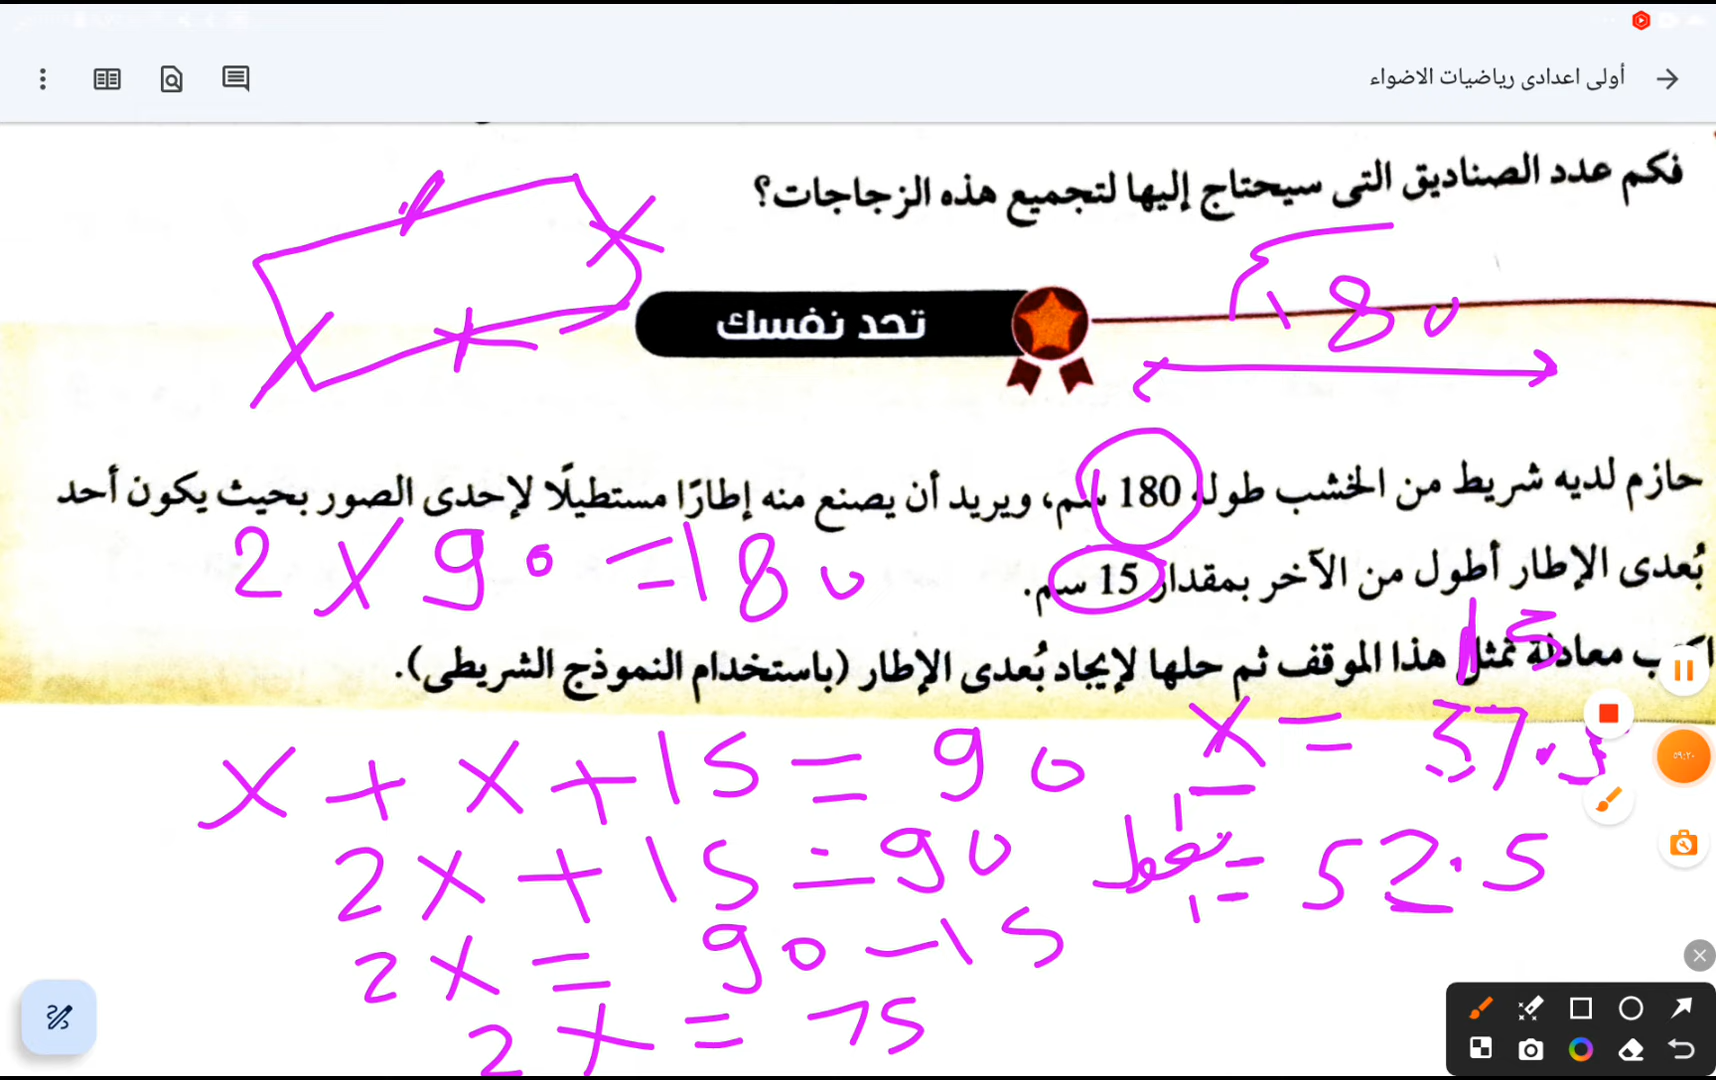 أولى اعدادى رياضيات الاضواء
فكم عدد الصناديق التى سيحتاج إليها لتجميع هذه الزجاجات؟
180
تحد نفسك
حازم لديه شريط من الخشب طوله 180 سم، ويريد أن يصنع منه إطارًا مستطيلًا لإحدى الصور بحيث يكون أحد
2 X 90 = 180
بُعدى الإطار أطول من الآخر بمقدار 15 سم.
15
اكتب معادلة تمثل هذا الموقف ثم حلها لإيجاد بُعدى الإطار (باستخدام النموذج الشريطى).
x = 37.5
x + x + 15 = 90
= 52.5
2x + 15 = 90
2x = 90 - 15
2x = 75
٠٩:٢٠